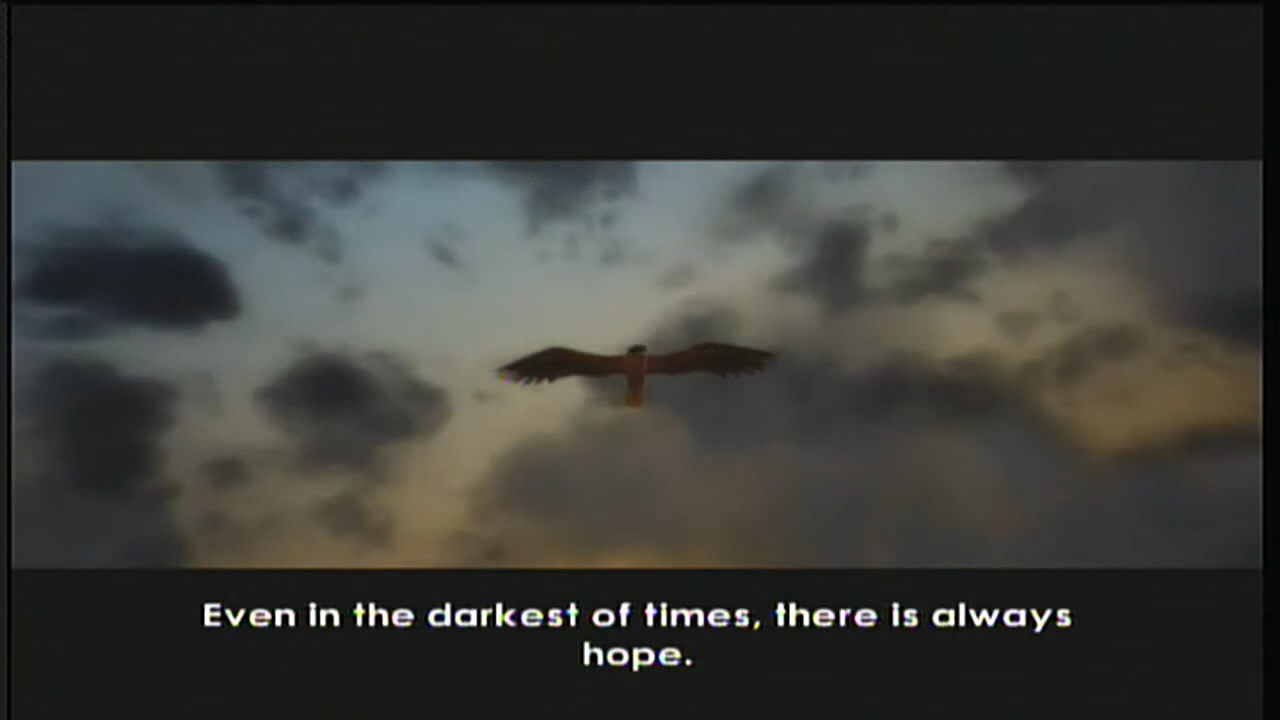 Even in the darkest of times, there is always
hope.